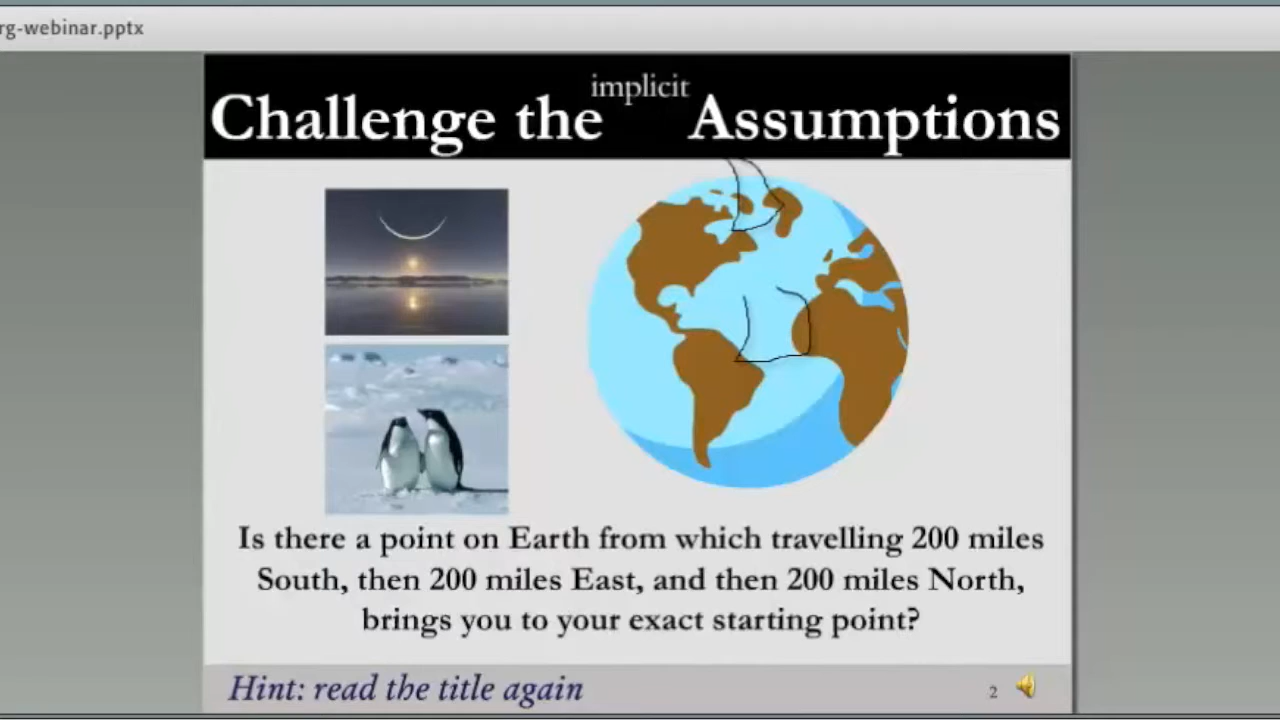 rg-webinar.pptx
implicit
Challenge the Assumptions
Is there a point on Earth from which travelling 200 miles
South, then 200 miles East, and then 200 miles North,
brings you to your exact starting point?
Hint: read the title again
2